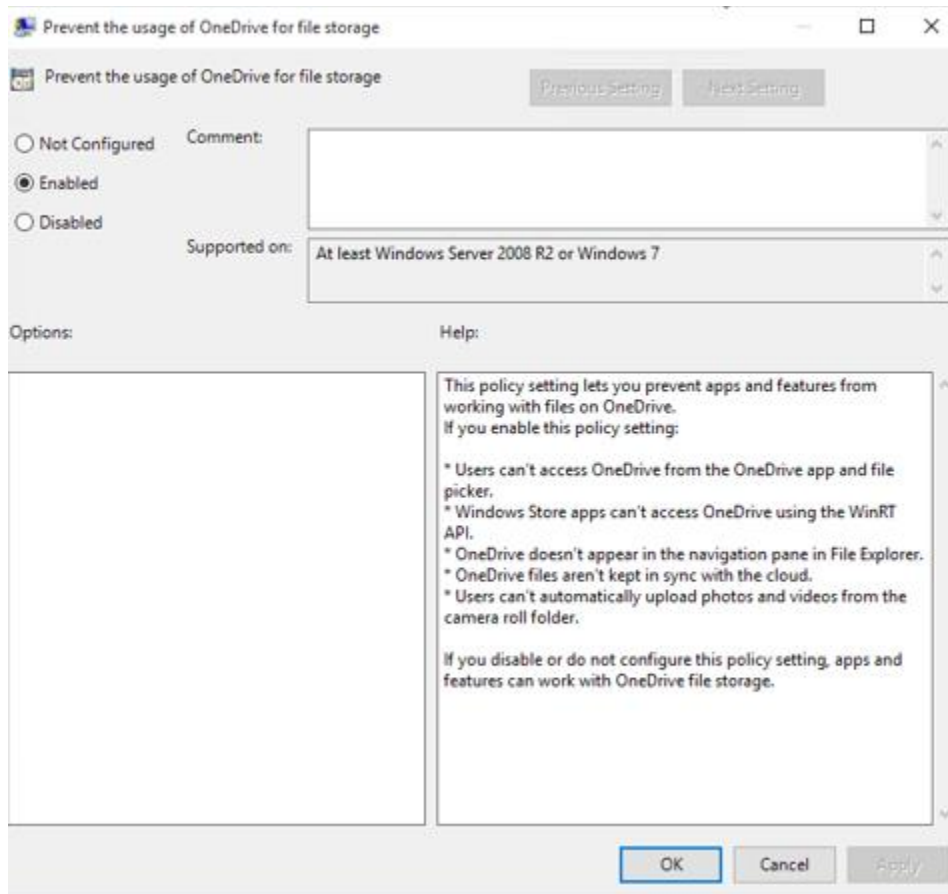 Prevent the usage of OneDrive for file storage
Prevent the usage of OneDrive for file storage
Previous Setting
Next Setting
Not Configured
Comment:
Enabled
Disabled
Supported on:
At least Windows Server 2008 R2 or Windows 7
Options:
Help:
This policy setting lets you prevent apps and features from
working with files on OneDrive.
If you enable this policy setting:
* Users can't access OneDrive from the OneDrive app and file
picker.
* Windows Store apps can't access OneDrive using the WinRT
API.
* OneDrive doesn't appear in the navigation pane in File Explorer.
* OneDrive files aren't kept in sync with the cloud.
* Users can't automatically upload photos and videos from the
camera roll folder.
If you disable or do not configure this policy setting, apps and
features can work with OneDrive file storage.
OK
Cancel
Apply